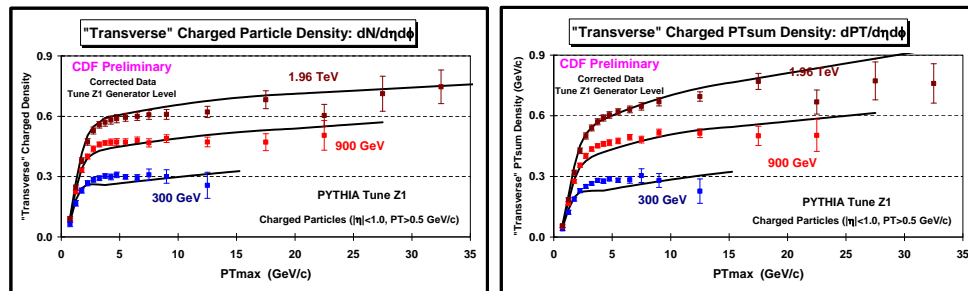 "Transverse" Charged Particle Density: dN/dηdφ
0.9
0.6
0.3
0.0
"Transverse" Charged Density
CDF Preliminary
Corrected Data
Tune Z1 Generator Level
1.96 TeV
900 GeV
300 GeV
PYTHIA Tune Z1
Charged Particles (|η|<1.0, PT>0.5 GeV/c)
0 5 10 15 20 25 30 35
PTmax (GeV/c)
"Transverse" Charged PTsum Density: dPT/dηdφ
0.9
0.6
0.3
0.0
"Transverse" PTsum Density (GeV/c)
CDF Preliminary
Corrected Data
Tune Z1 Generator Level
1.96 TeV
900 GeV
300 GeV
PYTHIA Tune Z1
Charged Particles (|η|<1.0, PT>0.5 GeV/c)
0 5 10 15 20 25 30 35
PTmax (GeV/c)